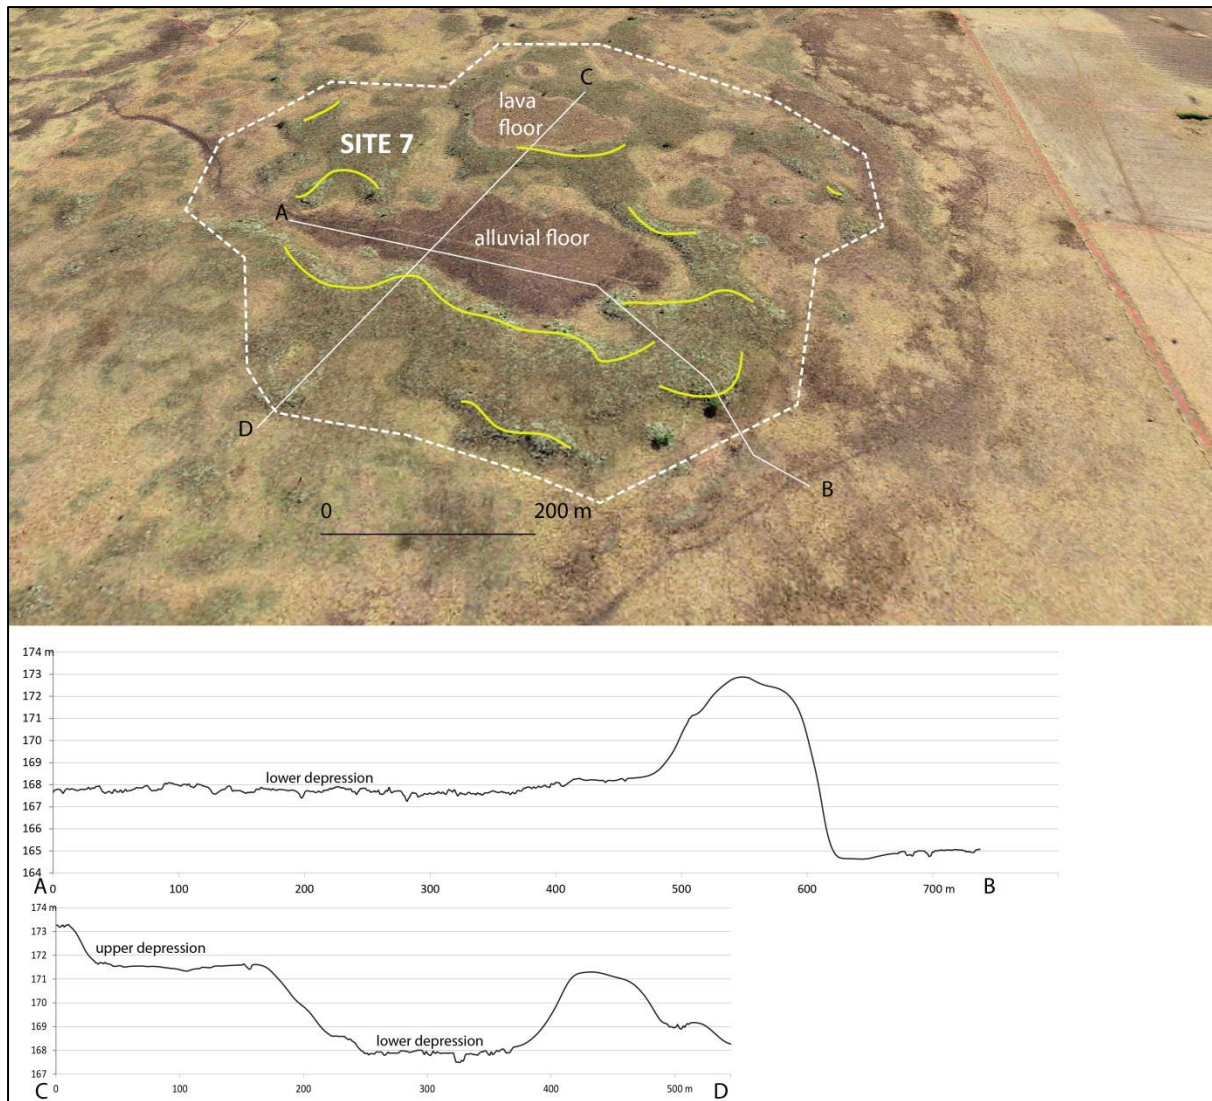 C
lava
floor
SITE 7
A
alluvial floor
D
B
0 200 m
174 m
173
172
171
170
169
168
167
166
165
164
lower depression
A 0 100 200 300 400 500 600 700 m B
174 m
173
172
171
170
169
168
167
upper depression
lower depression
C 0 100 200 300 400 500 m D